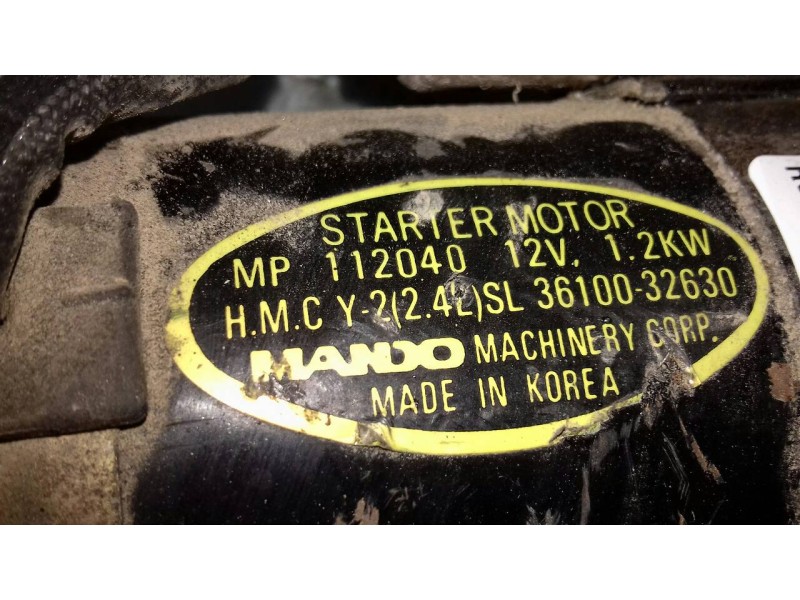 STARTER MOTOR
MP 112040 12V, 1.2KW
H.M.C Y-2(2.4L)SL 36100-32630
MANDO MACHINERY CORP.
MADE IN KOREA